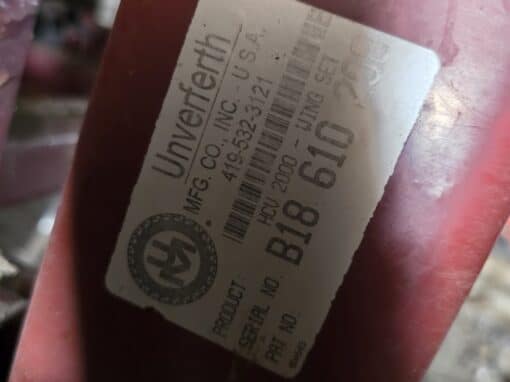 Unverferth
MFG. CO., INC. - U.S.A.
419-532-3121
PRODUCT: HCV 2000 - WING SET
SERIAL NO. B18 610
PAT NO.